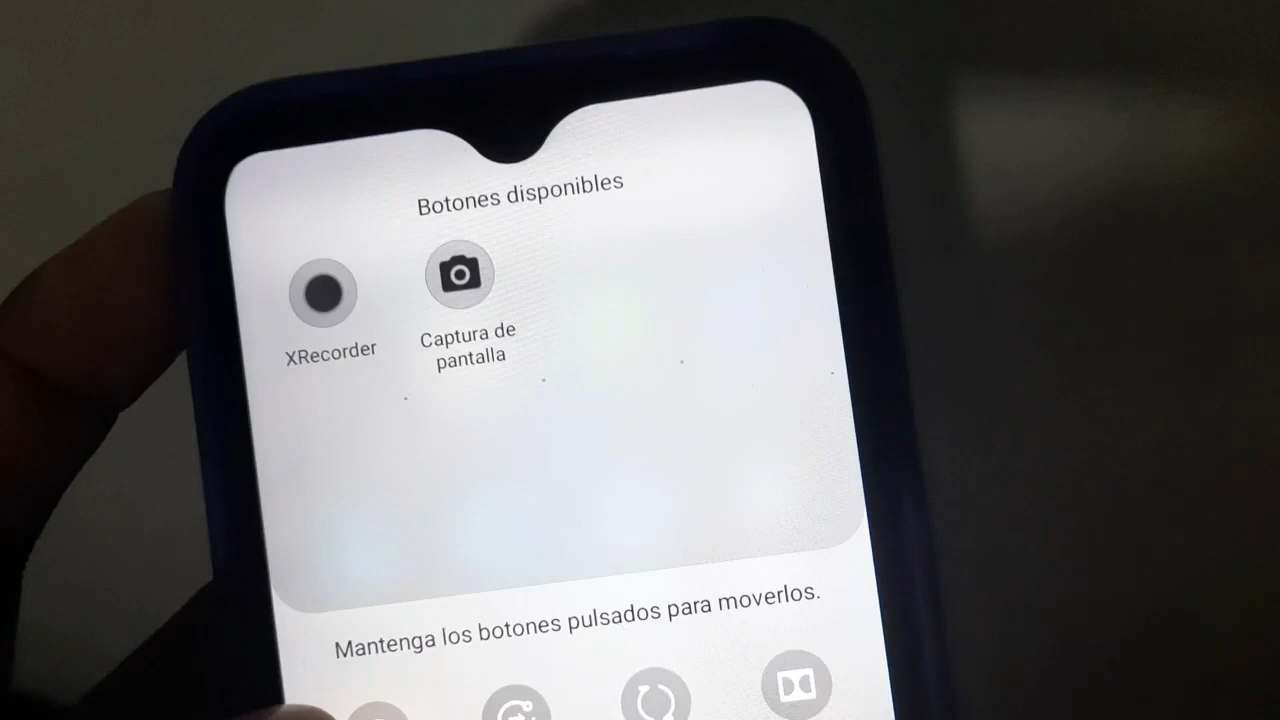 Botones disponibles
XRecorder
Captura de
pantalla
Mantenga los botones pulsados para moverlos.